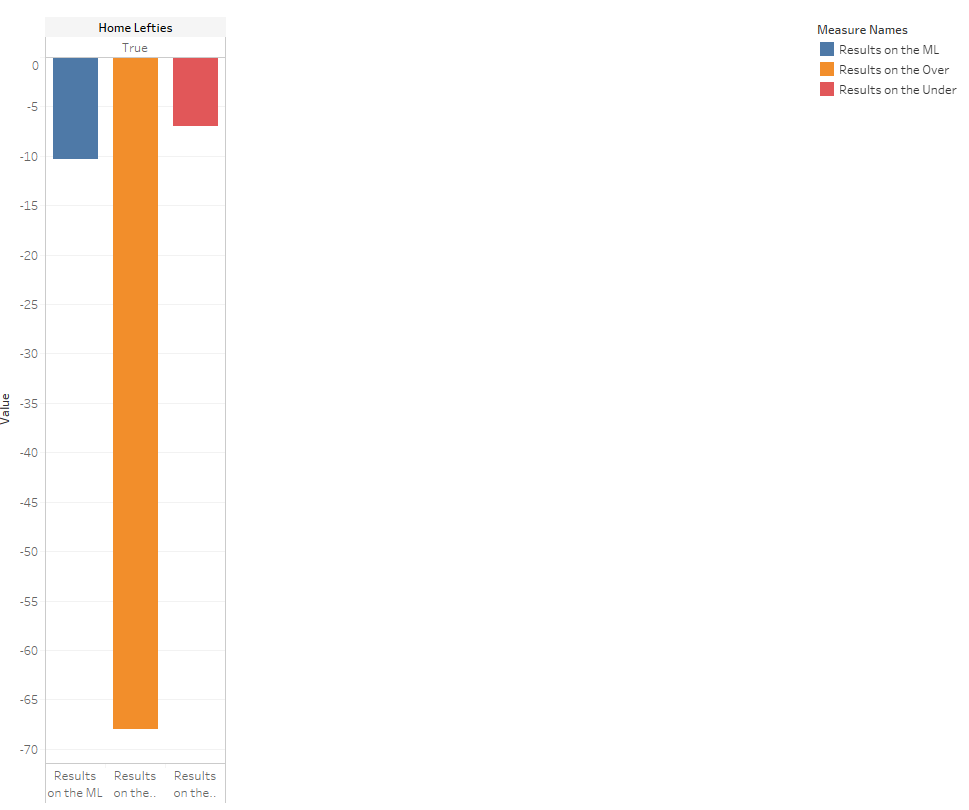 Home Lefties
True
0
-5
-10
-15
-20
-25
-30
-35
-40
-45
-50
-55
-60
-65
-70
Value
Results on the ML
Results on the..
Results on the..
Measure Names
Results on the ML
Results on the Over
Results on the Under